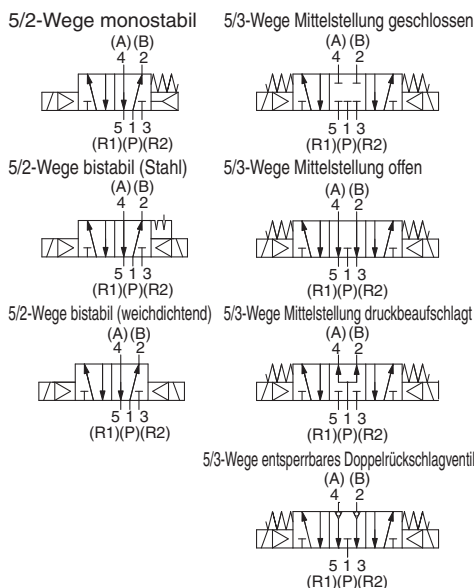 5/2-Wege monostabil
(A) (B)
4 2
5 1 3
(R1)(P)(R2)
5/2-Wege bistabil (Stahl)
(A) (B)
4 2
5 1 3
(R1)(P)(R2)
5/2-Wege bistabil (weichdichtend)
(A) (B)
4 2
5 1 3
(R1)(P)(R2)
5/3-Wege Mittelstellung geschlossen
(A) (B)
4 2
5 1 3
(R1)(P)(R2)
5/3-Wege Mittelstellung offen
(A) (B)
4 2
5 1 3
(R1)(P)(R2)
5/3-Wege Mittelstellung druckbeaufschlagt
(A) (B)
4 2
5 1 3
(R1)(P)(R2)
5/3-Wege entsperrbares Doppelrückschlagventil
(A) (B)
4 2
5 1 3
(R1)(P)(R2)